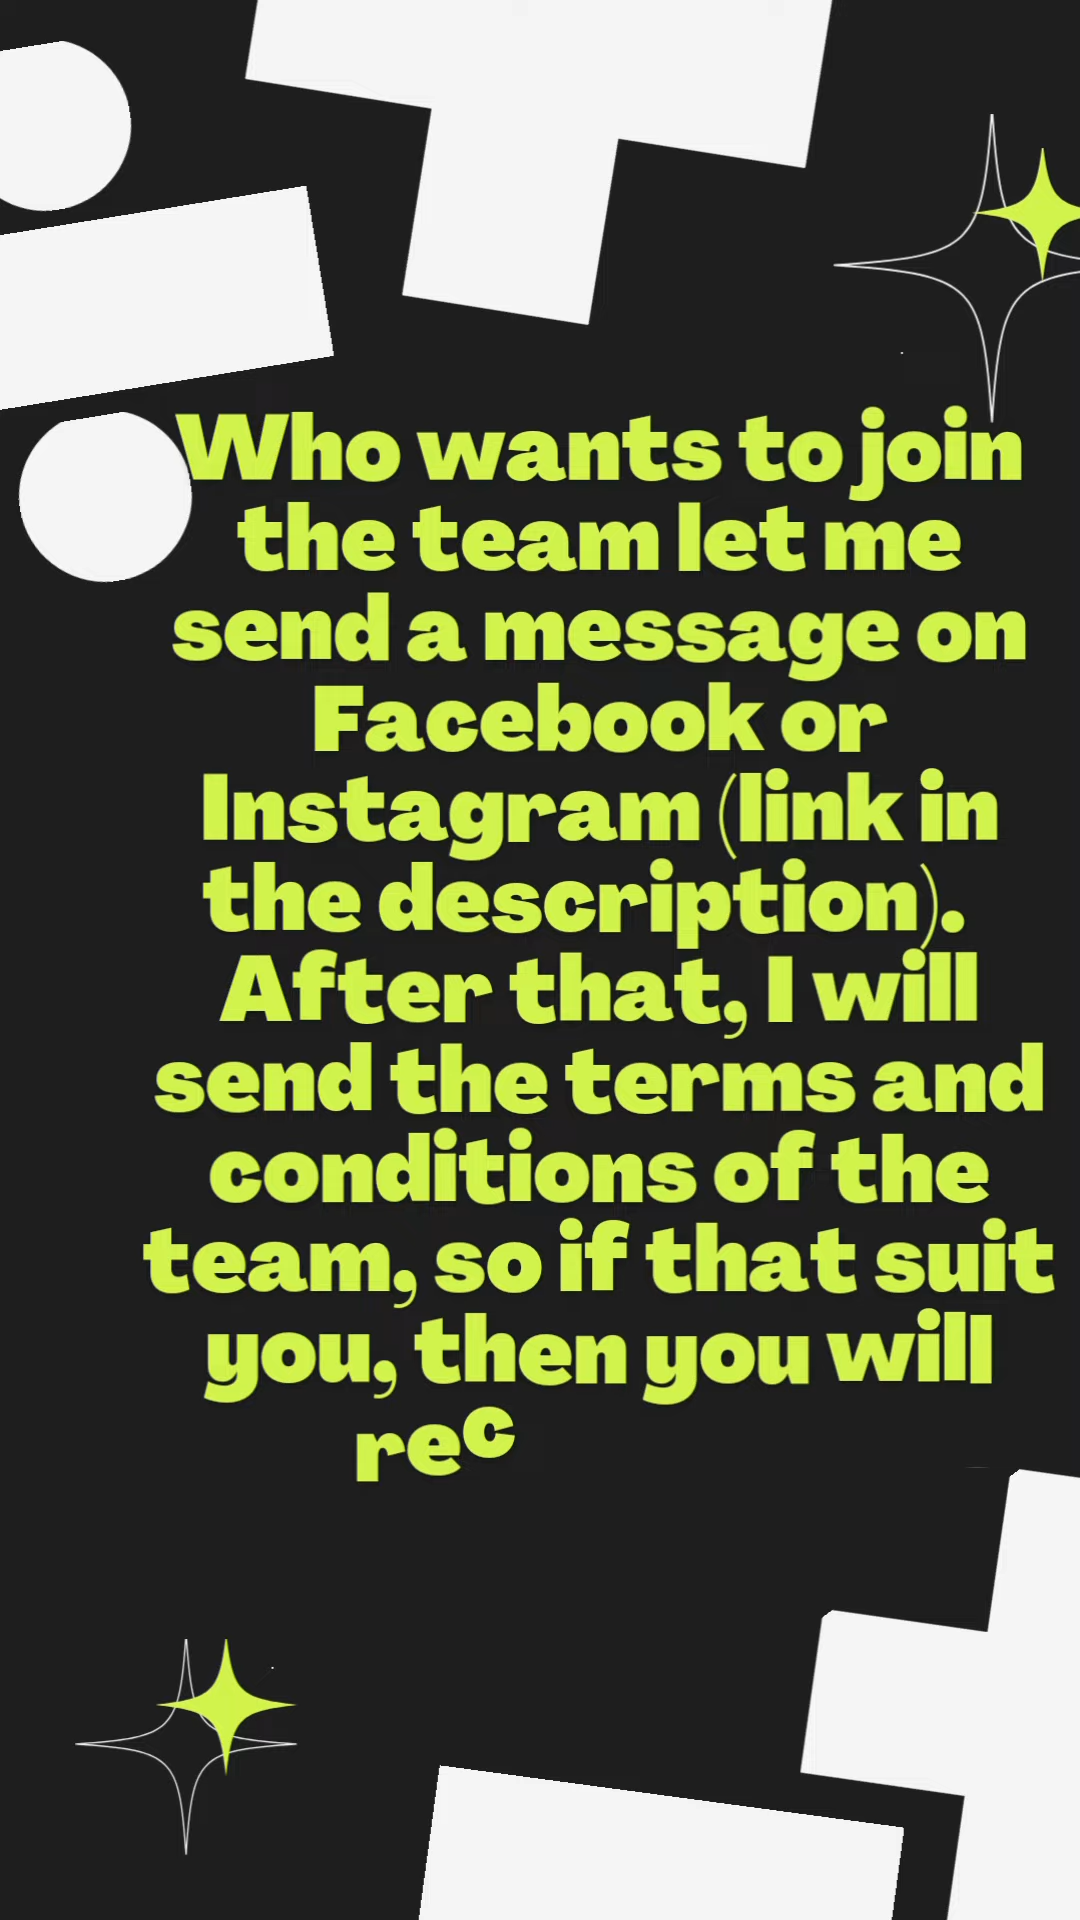 Who wants to join
the team let me
send a message on
Facebook or
Instagram (link in
the description).
After that, I will
send the terms and
conditions of the
team, so if that suit
you, then you will
rec